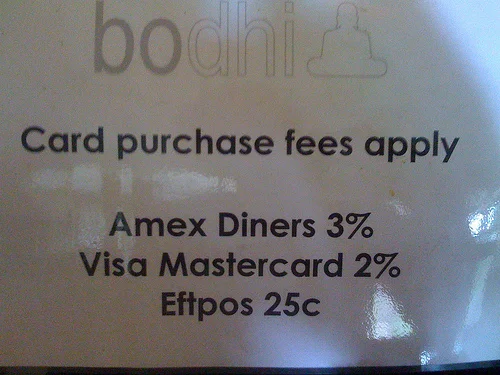 bodhi
Card purchase fees apply
Amex Diners 3%
Visa Mastercard 2%
Eftpos 25c